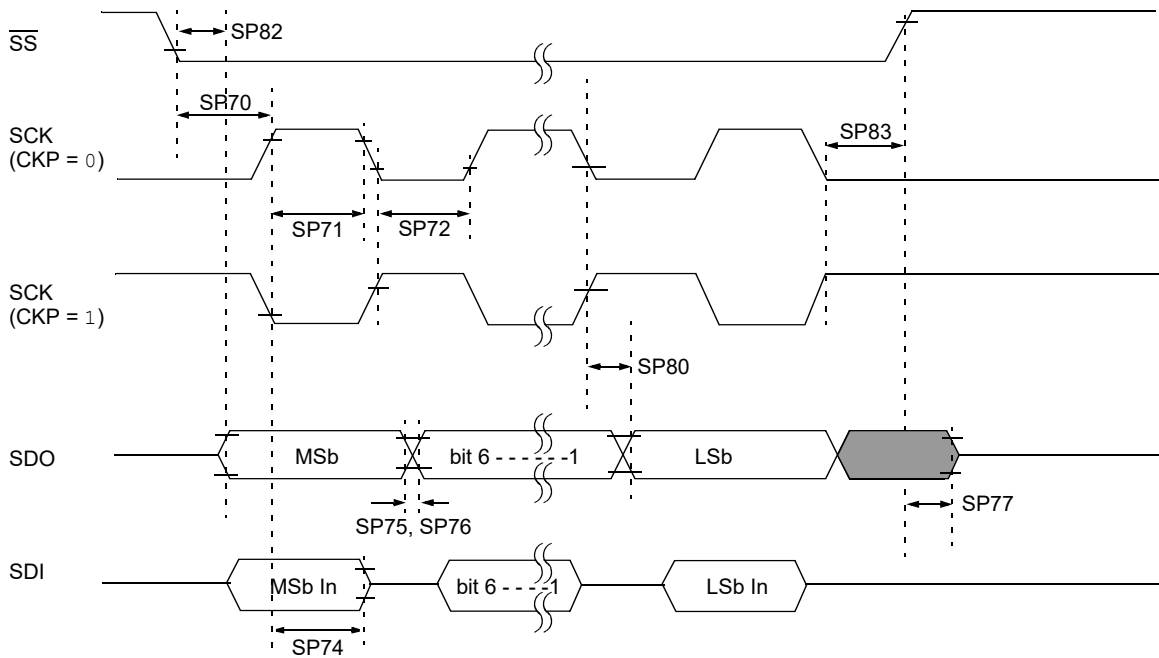 SS
SP82
SP70
SCK
(CKP = 0)
SP83
SP71
SP72
SCK
(CKP = 1)
SP80
SDO
MSb
bit 6 - - - - - - -1
LSb
SP75, SP76
SP77
SDI
MSb In
bit 6 - - - - -1
LSb In
SP74